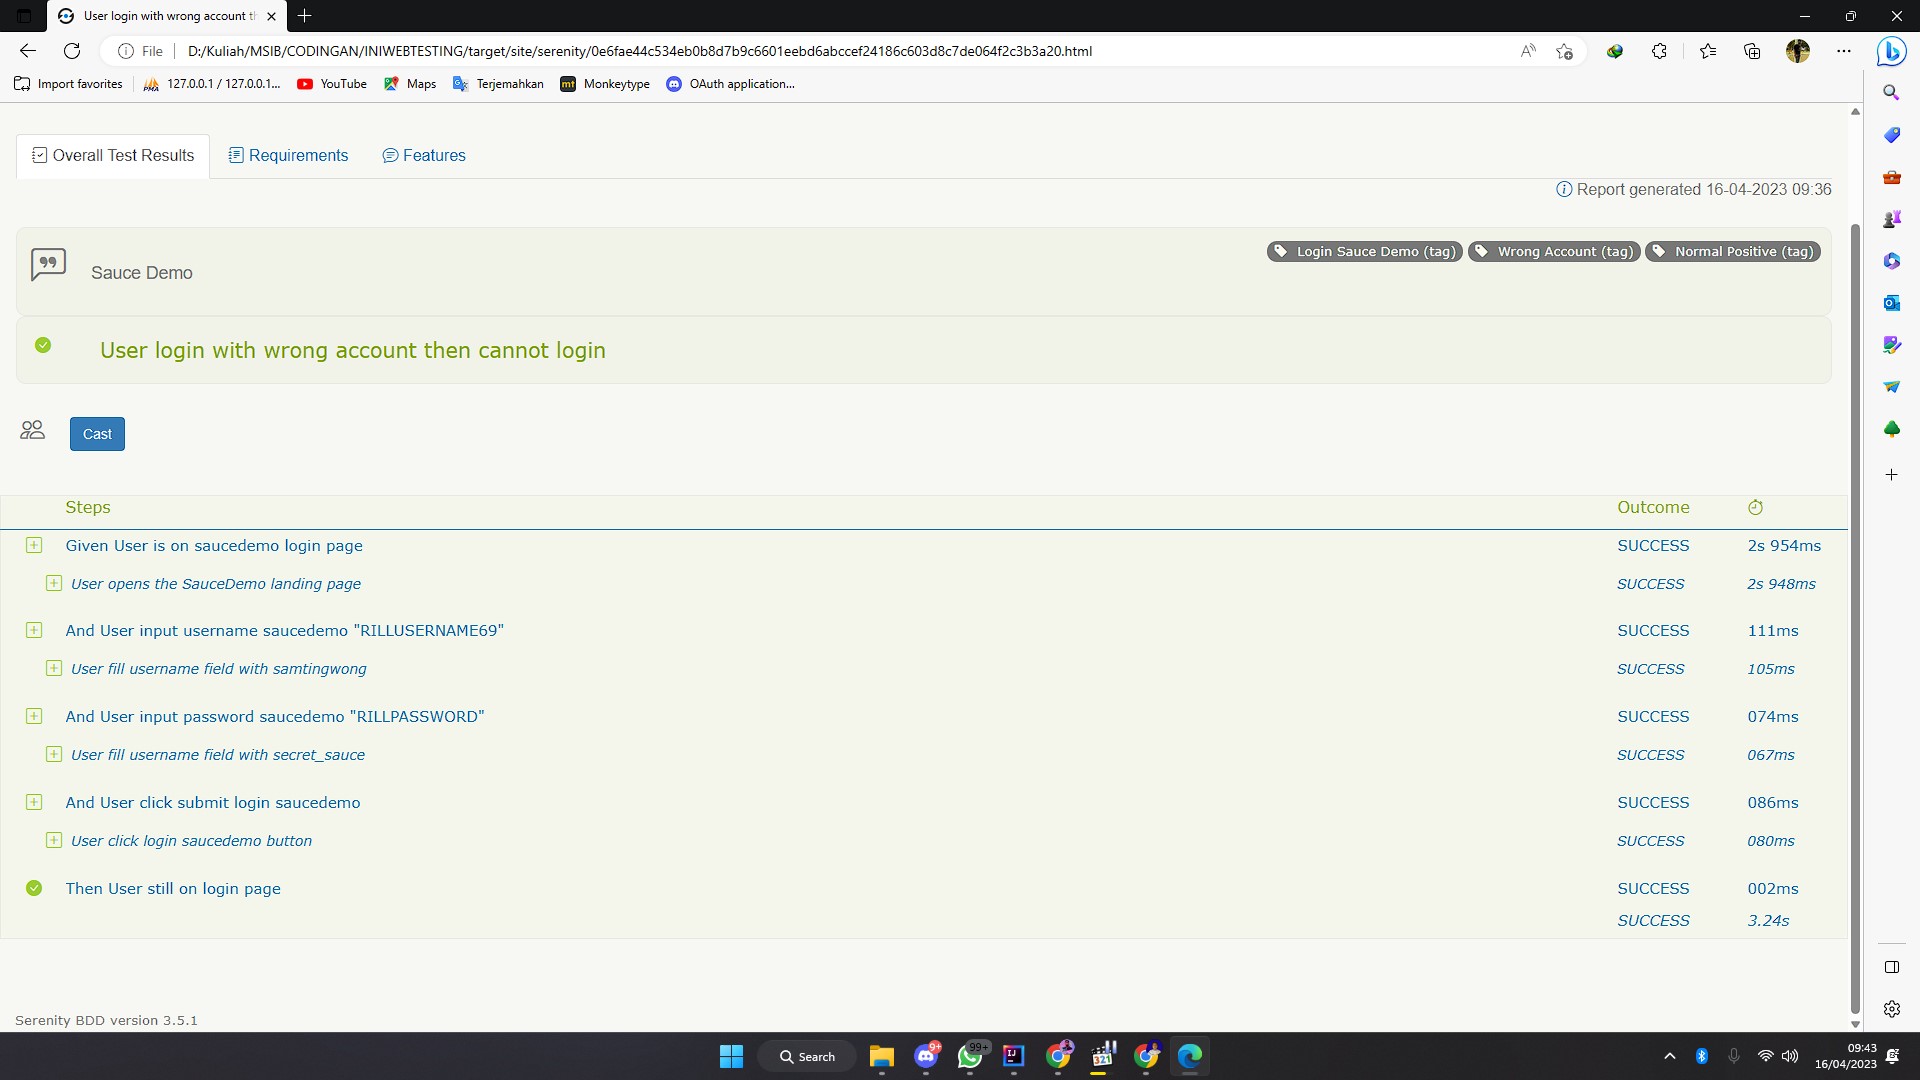 User login with wrong account th
File
D:/Kuliah/MSIB/CODINGAN/INIWEBTESTING/target/site/serenity/0e6fae44c534eb0b8d7b9c6601eebd6abccef24186c603d8c7de064f2c3b3a20.html
Import favorites
127.0.0.1 / 127.0.0.1...
YouTube
Maps
Terjemahkan
Monkeytype
OAuth application...
Overall Test Results
Requirements
Features
Report generated 16-04-2023 09:36
Sauce Demo
Login Sauce Demo (tag)
Wrong Account (tag)
Normal Positive (tag)
User login with wrong account then cannot login
Cast
Steps Outcome
Given User is on saucedemo login page SUCCESS 2s 954ms
User opens the SauceDemo landing page SUCCESS 2s 948ms
And User input username saucedemo "RILLUSERNAME69" SUCCESS 111ms
User fill username field with samtingwong SUCCESS 105ms
And User input password saucedemo "RILLPASSWORD" SUCCESS 074ms
User fill username field with secret_sauce SUCCESS 067ms
And User click submit login saucedemo SUCCESS 086ms
User click login saucedemo button SUCCESS 080ms
Then User still on login page SUCCESS 002ms
SUCCESS 3.24s
Serenity BDD version 3.5.1
Search
9+
99+
321
09:43
16/04/2023